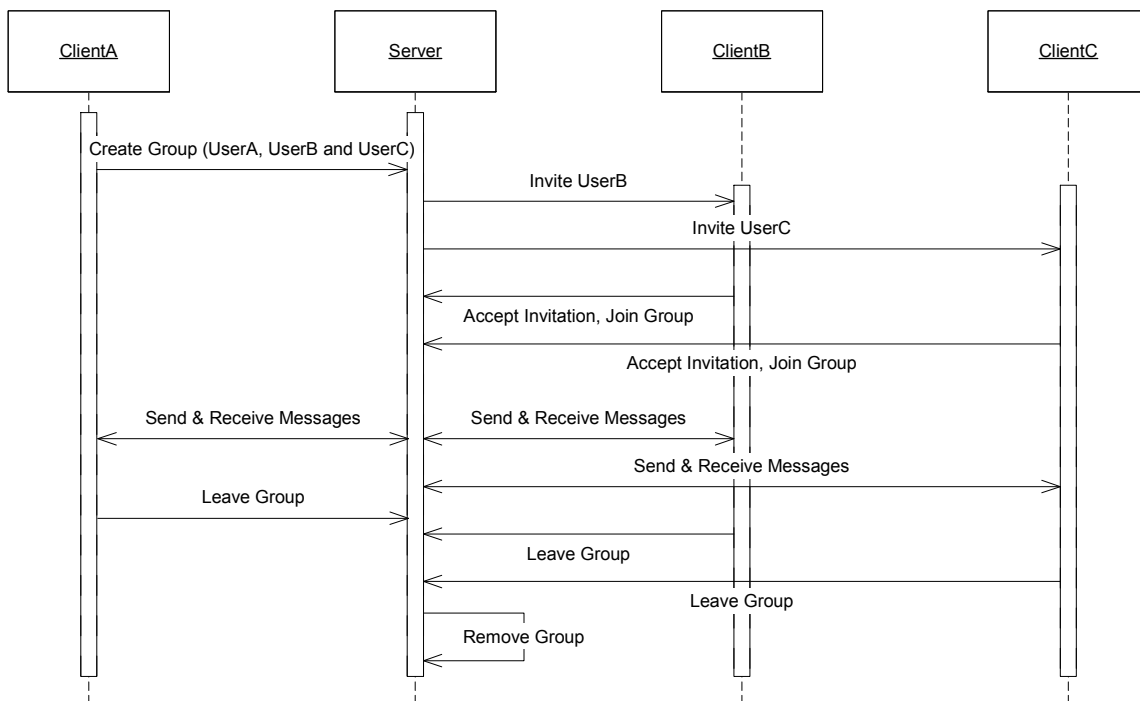 ClientA
Server
ClientB
ClientC
Create Group (UserA, UserB and UserC)
Invite UserB
Invite UserC
Accept Invitation, Join Group
Accept Invitation, Join Group
Send & Receive Messages
Send & Receive Messages
Send & Receive Messages
Leave Group
Leave Group
Leave Group
Remove Group